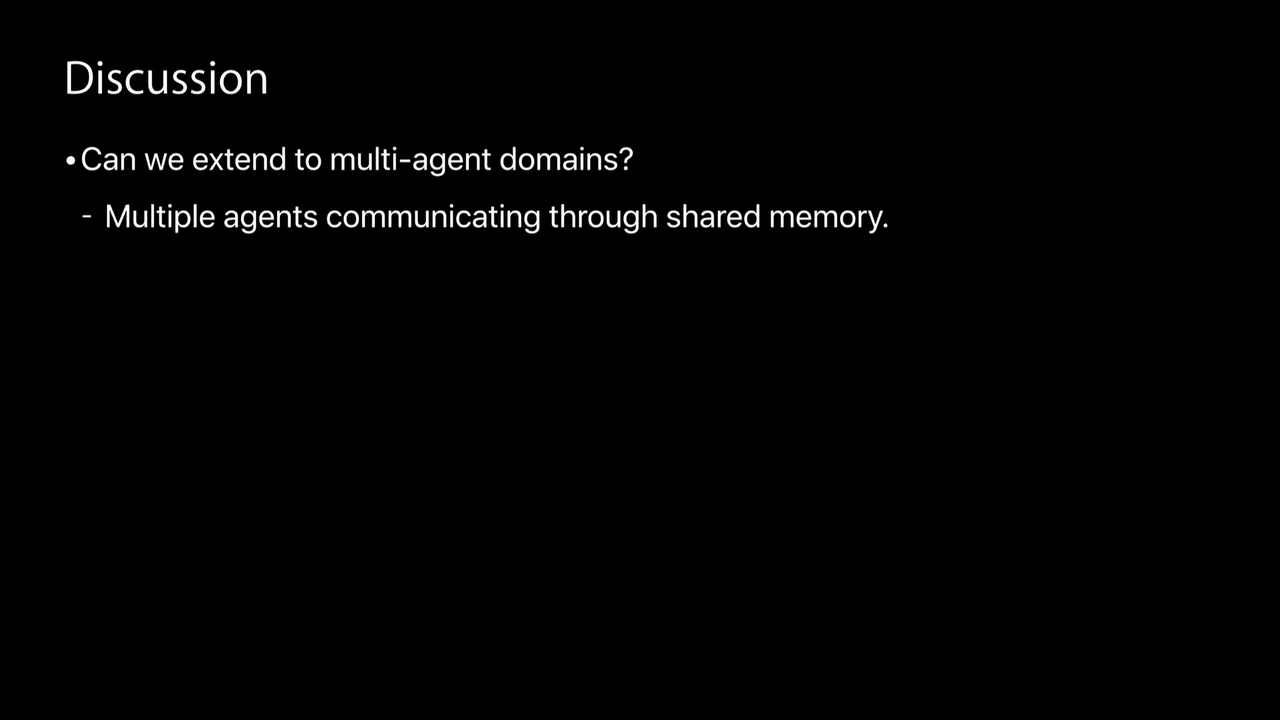 Discussion
• Can we extend to multi-agent domains?
- Multiple agents communicating through shared memory.